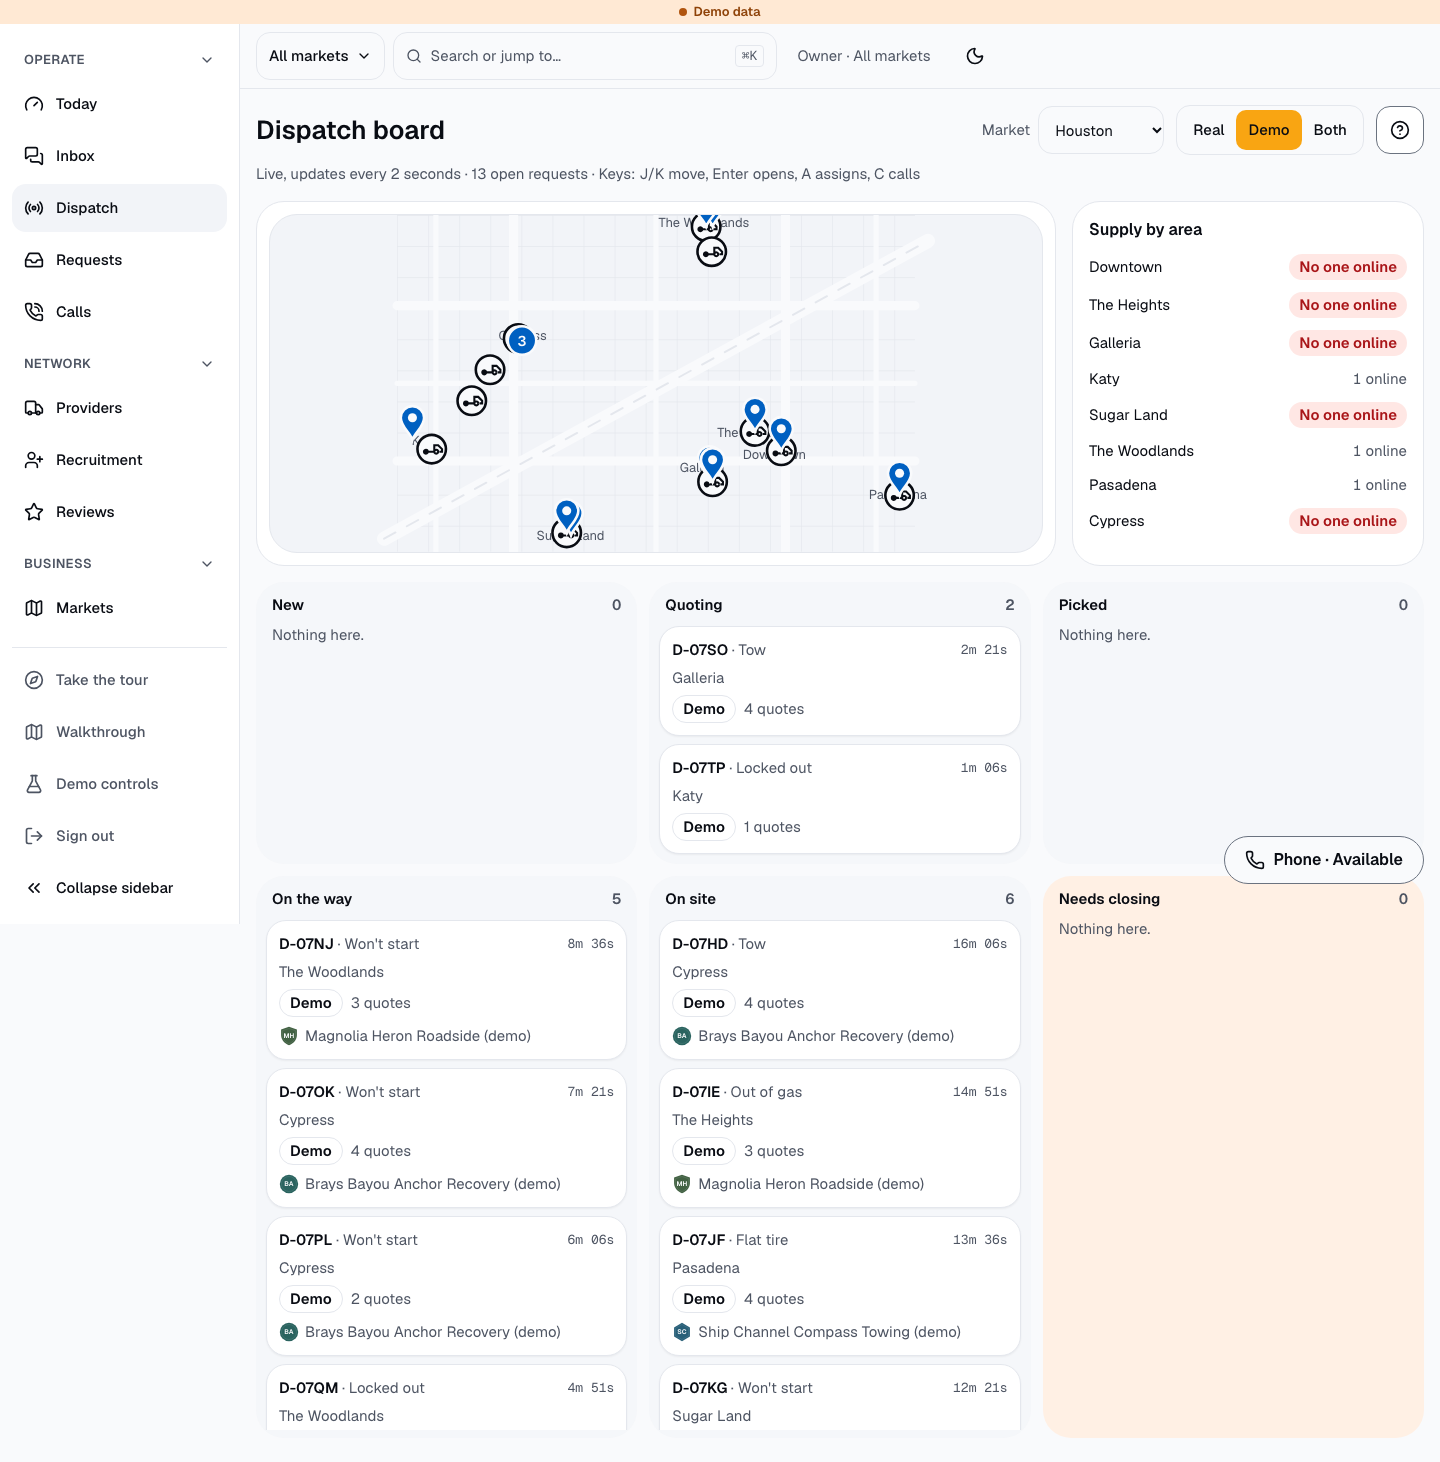 Demo data
OPERATE
Today
Inbox
Dispatch
Requests
Calls
NETWORK
Providers
Recruitment
Reviews
BUSINESS
Markets
Take the tour
Walkthrough
Demo controls
Sign out
Collapse sidebar
All markets
Search or jump to...
⌘K
Owner · All markets
Dispatch board
Market
Houston
Real
Demo
Both
Live, updates every 2 seconds · 13 open requests · Keys: J/K move, Enter opens, A assigns, C calls
3
The
Supply by area
Downtown No one online
The Heights No one online
Galleria No one online
Katy 1 online
Sugar Land No one online
The Woodlands 1 online
Pasadena 1 online
Cypress No one online
New 0
Nothing here.
Quoting 2
D-07SO · Tow 2m 21s
Galleria
Demo 4 quotes
D-07TP · Locked out 1m 06s
Katy
Demo 1 quotes
Picked 0
Nothing here.
Phone · Available
On the way 5
D-07NJ · Won't start 8m 36s
The Woodlands
Demo 3 quotes
MH Magnolia Heron Roadside (demo)
D-07OK · Won't start 7m 21s
Cypress
Demo 4 quotes
BA Brays Bayou Anchor Recovery (demo)
D-07PL · Won't start 6m 06s
Cypress
Demo 2 quotes
BA Brays Bayou Anchor Recovery (demo)
D-07QM · Locked out 4m 51s
The Woodlands
On site 6
D-07HD · Tow 16m 06s
Cypress
Demo 4 quotes
BA Brays Bayou Anchor Recovery (demo)
D-07IE · Out of gas 14m 51s
The Heights
Demo 3 quotes
MH Magnolia Heron Roadside (demo)
D-07JF · Flat tire 13m 36s
Pasadena
Demo 4 quotes
SC Ship Channel Compass Towing (demo)
D-07KG · Won't start 12m 21s
Sugar Land
Needs closing 0
Nothing here.